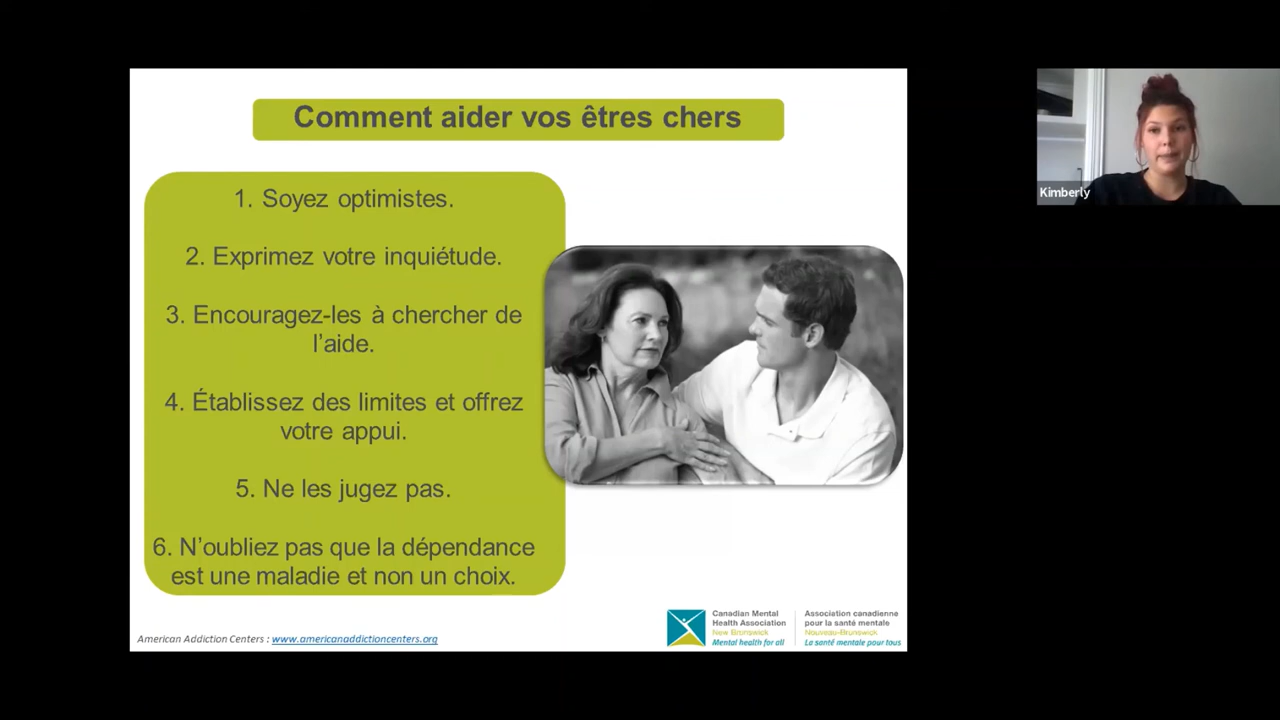 Comment aider vos êtres chers
1. Soyez optimistes.
2. Exprimez votre inquiétude.
3. Encouragez-les à chercher de
l'aide.
4. Établissez des limites et offrez
votre appui.
5. Ne les jugez pas.
6. N'oubliez pas que la dépendance
est une maladie et non un choix.
American Addiction Centers : www.americanaddictioncenters.org
Canadian Mental
Health Association
New Brunswick
Mental health for all
Association canadienne
pour la santé mentale
Nouveau-Brunswick
La santé mentale pour tous
Kimberly